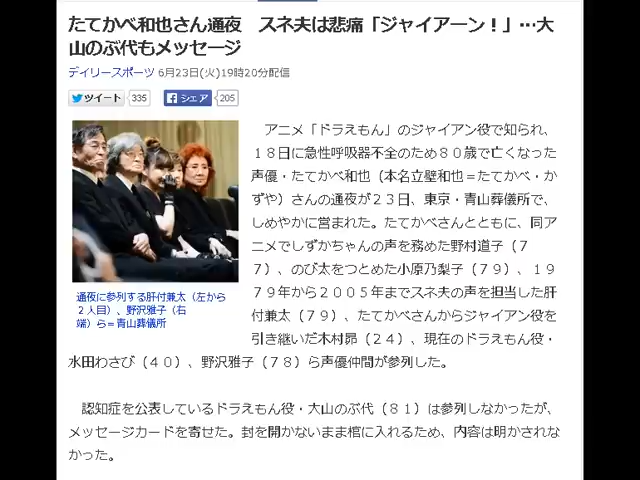 たてかべ和也さん通夜　スネ夫は悲痛「ジャイアーン！」…大
山のぶ代もメッセージ
デイリースポーツ 6月23日(火)19時20分配信
ツイート 335 シェア 205
アニメ「ドラえもん」のジャイアン役で知られ、
１８日に急性呼吸器不全のため８０歳で亡くなった
声優・たてかべ和也（本名立壁和也＝たてかべ・か
ずや）さんの通夜が２３日、東京・青山葬儀所で、
しめやかに営まれた。たてかべさんとともに、同ア
ニメでしずかちゃんの声を務めた野村道子（７
７）、のび太をつとめた小原乃梨子（７９）、１９
７９年から２００５年までスネ夫の声を担当した肝
付兼太（７９）、たてかべさんからジャイアン役を
引き継いだ木村昴（２４）、現在のドラえもん役・
水田わさび（４０）、野沢雅子（７８）ら声優仲間が参列した。
通夜に参列する肝付兼太（左から
２人目）、野沢雅子（右
端）ら＝青山葬儀所
認知症を公表しているドラえもん役・大山のぶ代（８１）は参列しなかったが、
メッセージカードを寄せた。封を開かないまま棺に入れるため、内容は明かされな
かった。